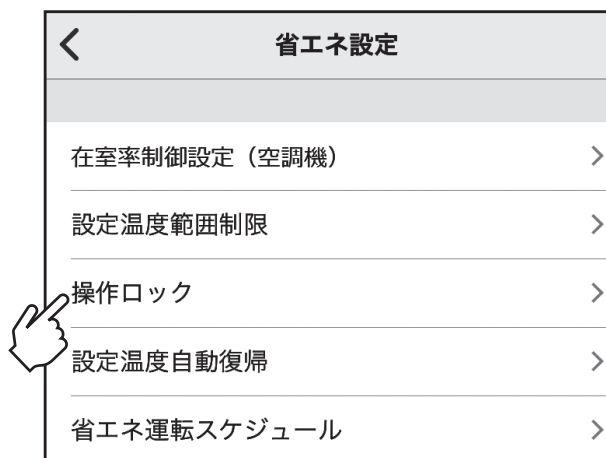 省エネ設定
在室率制御設定（空調機）
設定温度範囲制限
操作ロック
設定温度自動復帰
省エネ運転スケジュール